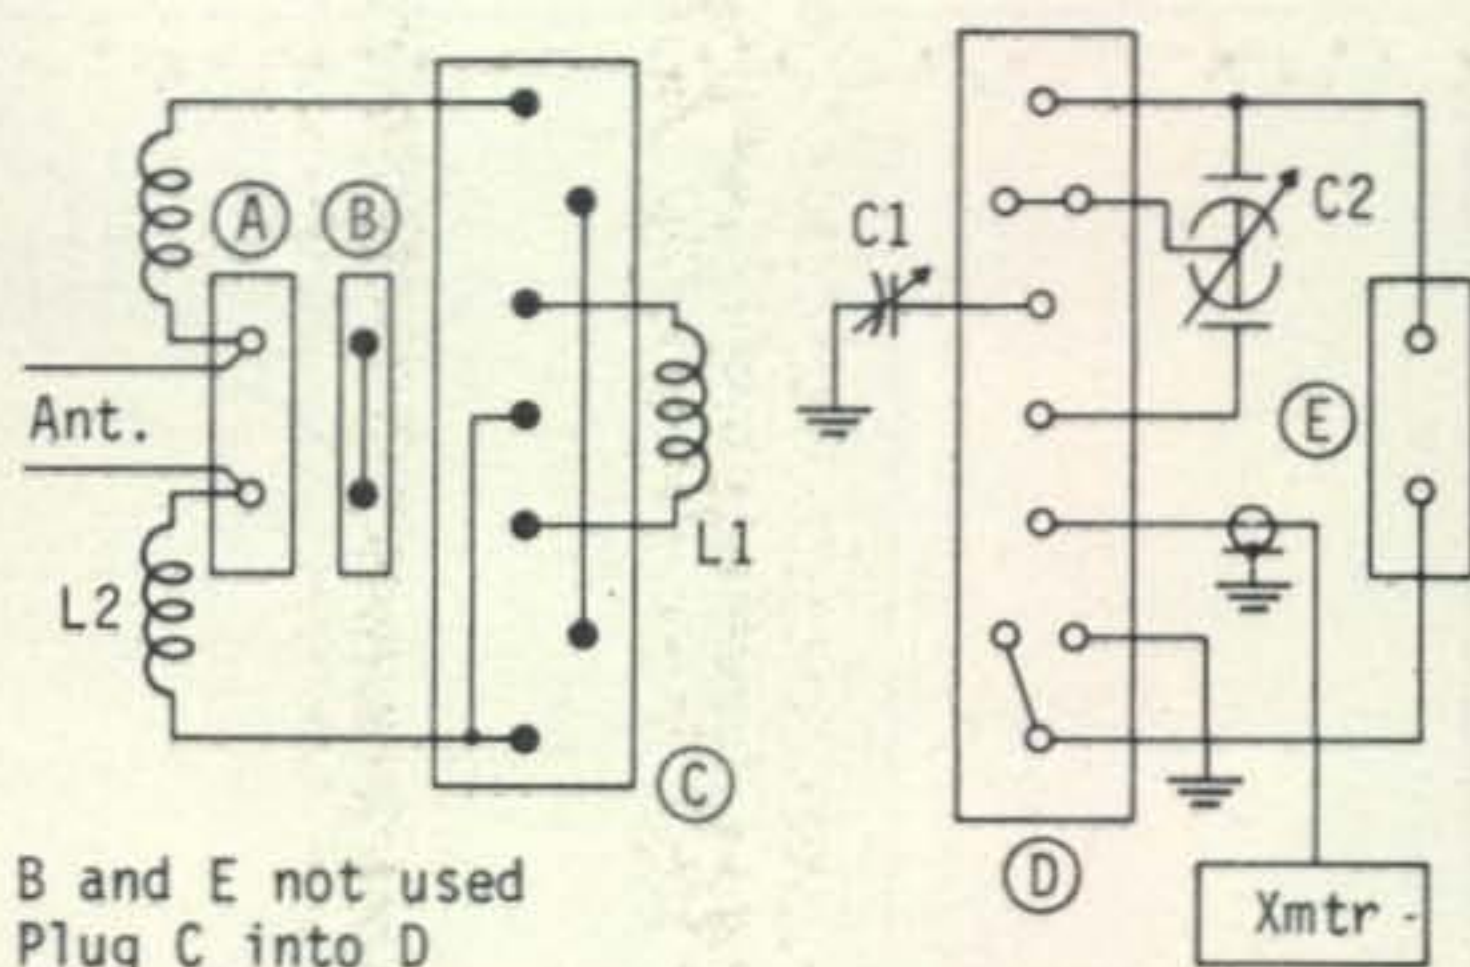 A
B
C1
C2
Ant.
E
L1
L2
C
D
B and E not used
Plug C into D
Xmtr